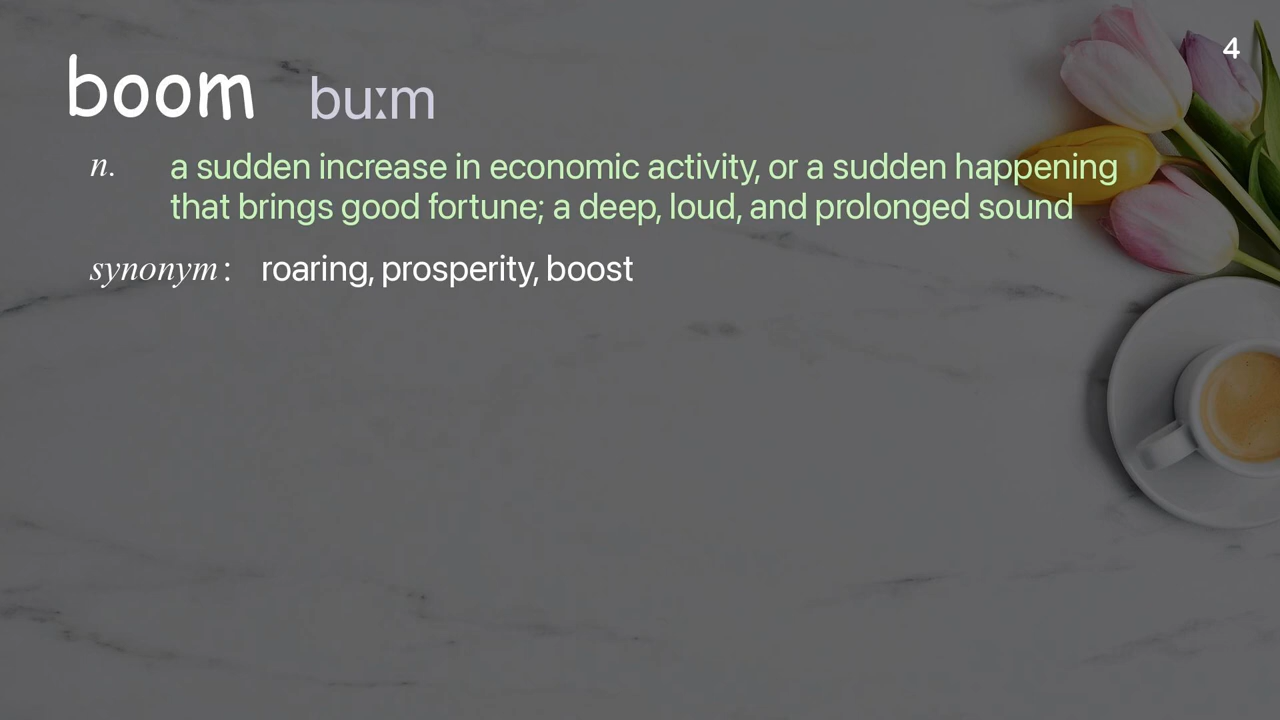 4
boom buːm
n. a sudden increase in economic activity, or a sudden happening
that brings good fortune; a deep, loud, and prolonged sound
synonym: roaring, prosperity, boost